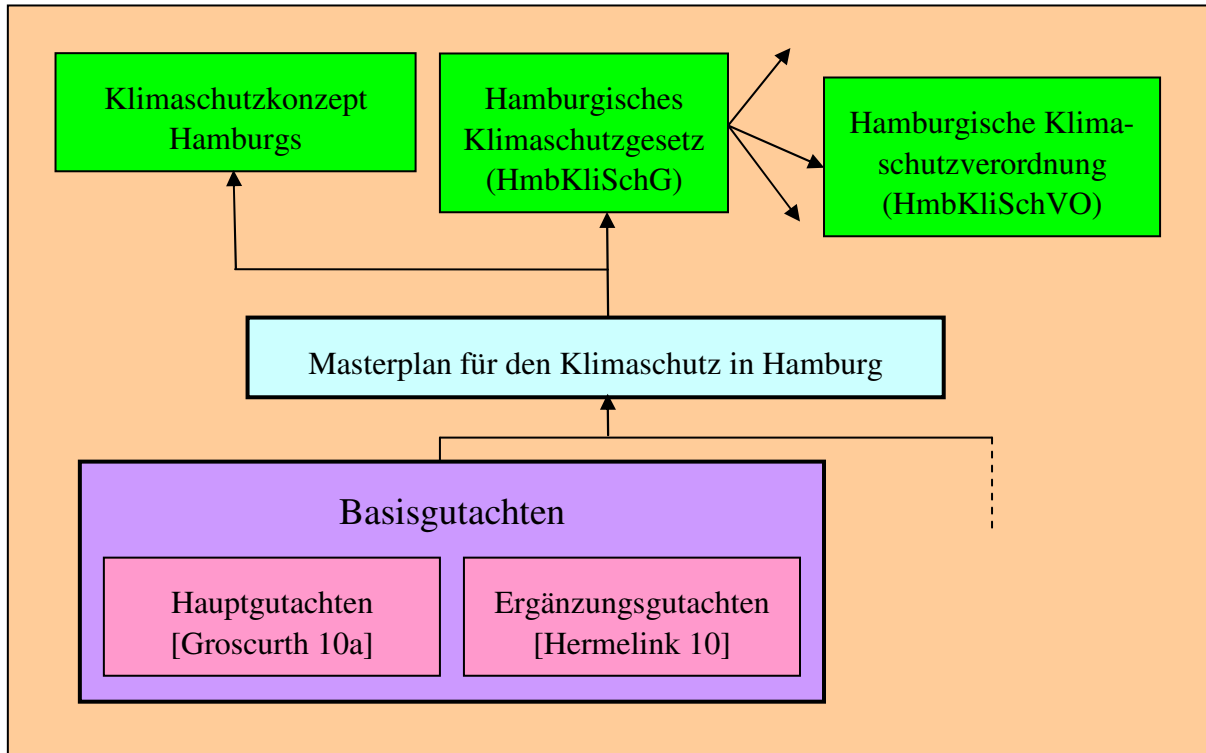 Klimaschutzkonzept
Hamburgs
Hamburgisches
Klimaschutzgesetz
(HmbKliSchG)
Hamburgische Klima-
schutzverordnung
(HmbKliSchVO)
Masterplan für den Klimaschutz in Hamburg
Basisgutachten
Hauptgutachten
[Groscurth 10a]
Ergänzungsgutachten
[Hermelink 10]